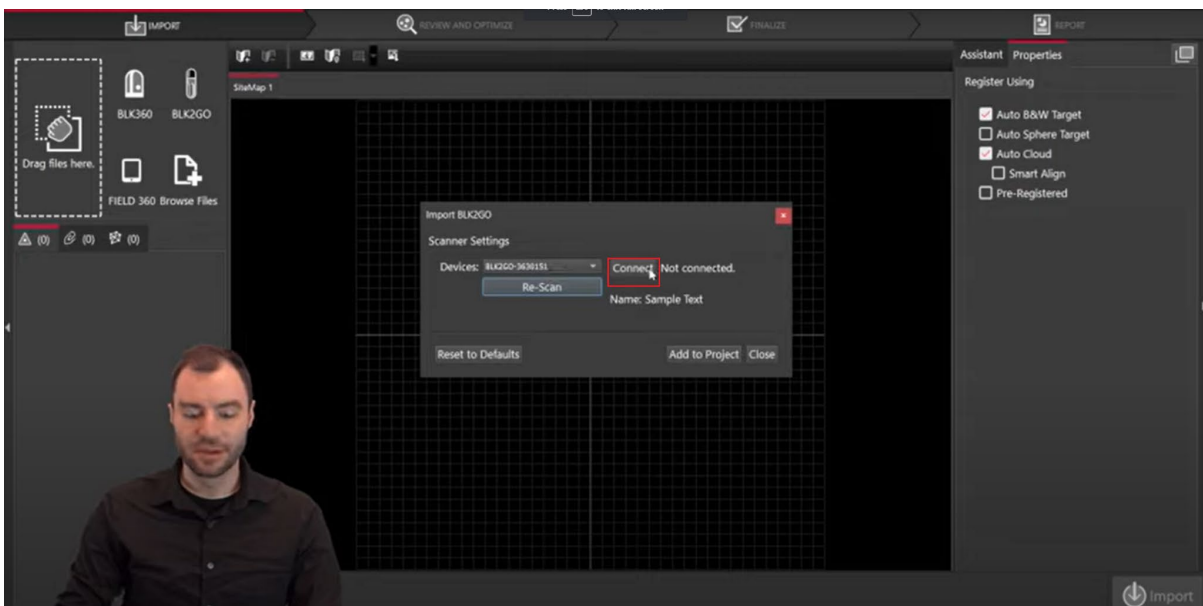 IMPORT
REVIEW AND OPTIMIZE
FINALIZE
REPORT
Drag files here.
BLK360
BLK2GO
FIELD 360
Browse Files
(0)
(0)
(0)
SiteMap 1
Import BLK2GO
Scanner Settings
Devices:
BLK2GO-3630151
Connect
Not connected.
Re-Scan
Name: Sample Text
Reset to Defaults
Add to Project
Close
Assistant
Properties
Register Using
Auto B&W Target
Auto Sphere Target
Auto Cloud
Smart Align
Pre-Registered
Import